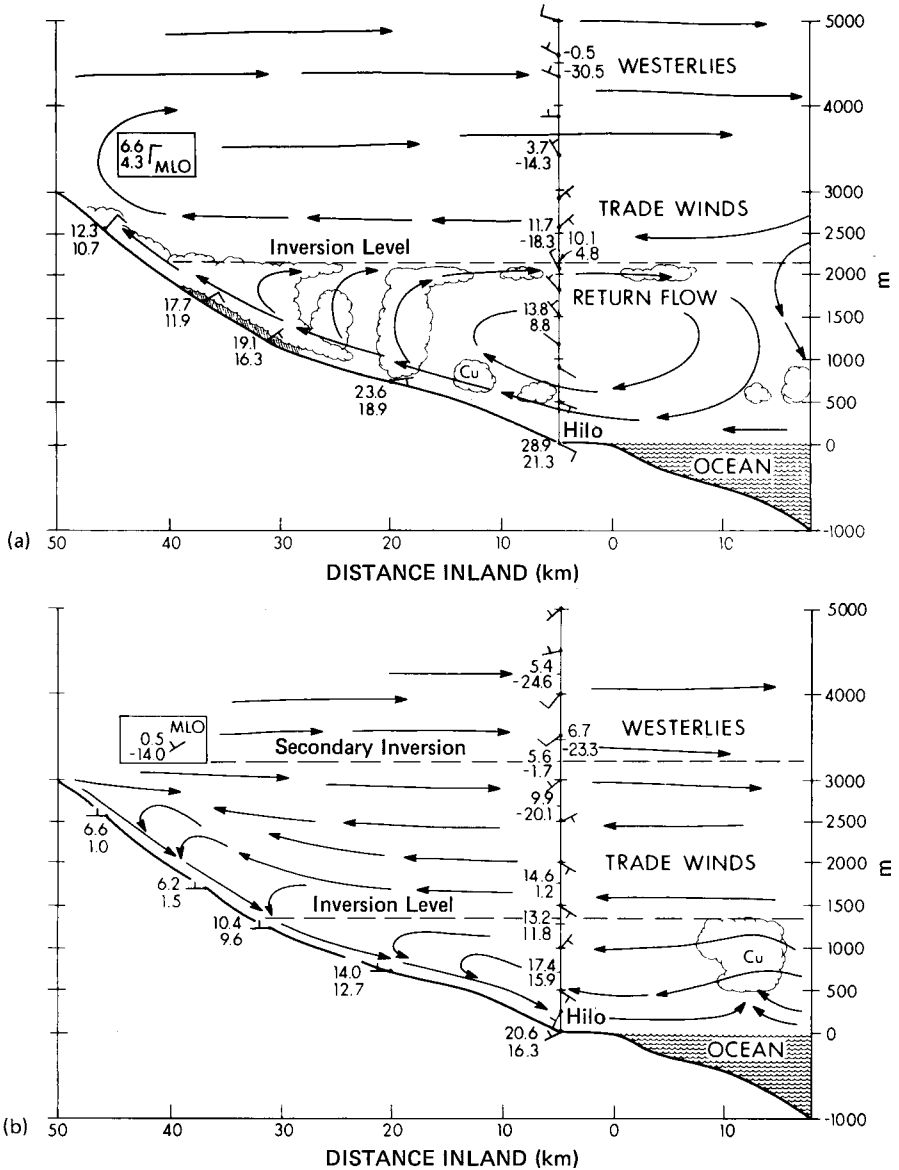 5000
-0.5
-30.5
WESTERLIES
4000
6.6
4.3
MLO
3.7
-14.3
3000
TRADE WINDS
12.3
10.7
11.7
-18.3
10.1
4.8
2500
Inversion Level
2000
RETURN FLOW
m
17.7
11.9
13.8
8.8
1500
19.1
16.3
1000
Cu
23.6
18.9
500
Hilo
28.9
21.3
0
OCEAN
-1000
(a)
50 40 30 20 10 0 10
DISTANCE INLAND (km)
5000
5.4
-24.6
4000
MLO
0.5
-14.0
6.7
-23.3
WESTERLIES
Secondary Inversion
5.6
-1.7
3000
9.9
-20.1
2500
6.6
1.0
TRADE WINDS
2000
m
6.2
1.5
14.6
1.2
1500
Inversion Level
13.2
11.8
10.4
9.6
1000
Cu
17.4
15.9
14.0
12.7
500
Hilo
20.6
16.3
0
OCEAN
-1000
(b)
50 40 30 20 10 0 10
DISTANCE INLAND (km)